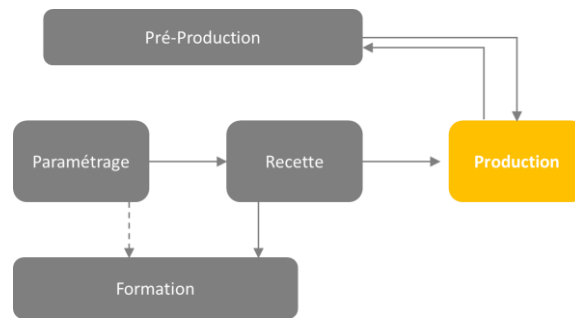 Pré-Production
Paramétrage
Recette
Production
Formation